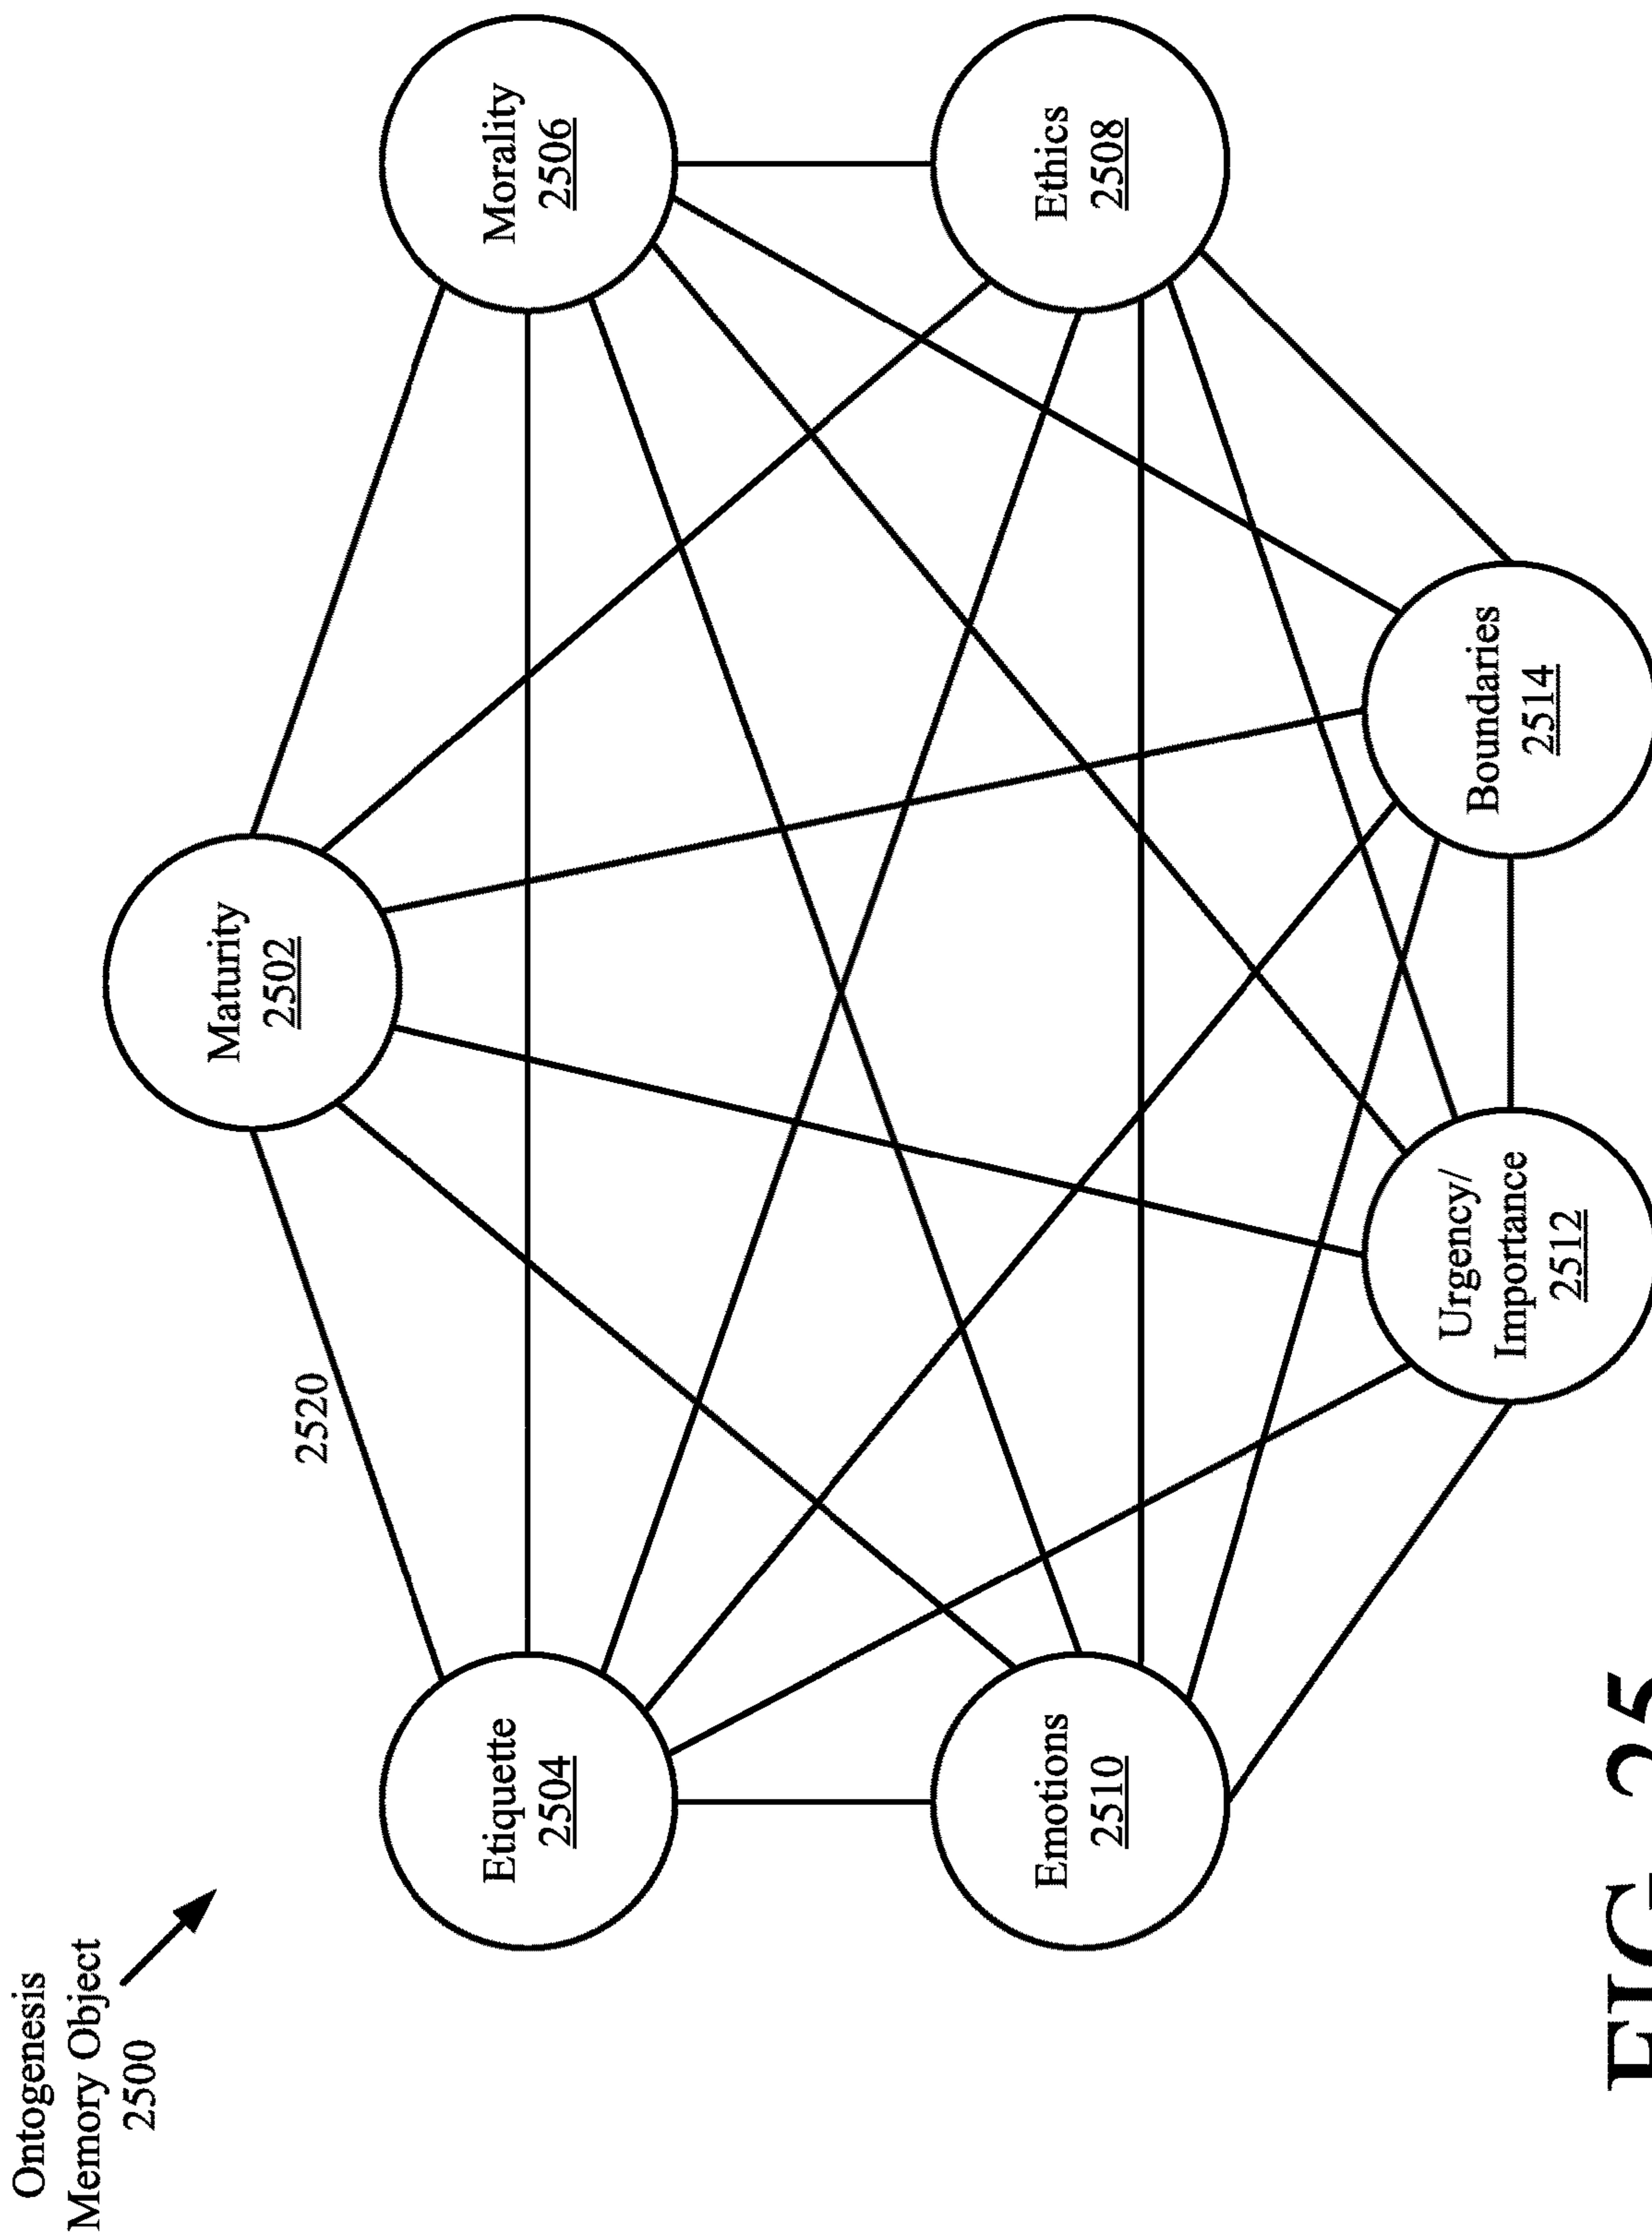 Ontogenesis
Memory Object
2500
Maturity
2502
2520
Etiquette
2504
Morality
2506
Emotions
2510
Ethics
2508
Urgency/
Importance
2512
Boundaries
2514
FIG. 25